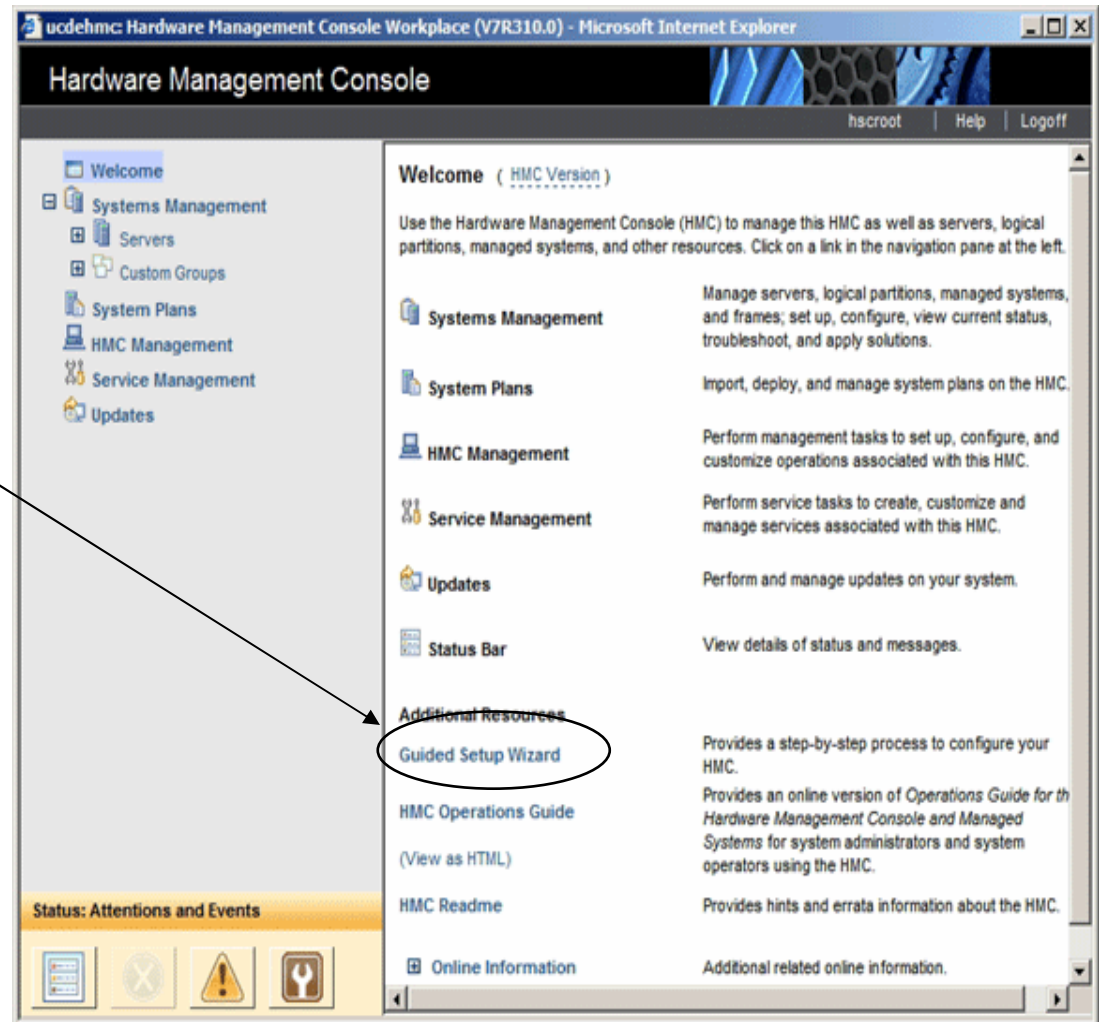 ucdehmc: Hardware Management Console Workplace (V7R310.0) - Microsoft Internet Explorer
Hardware Management Console
hscroot | Help | Logoff
Welcome
Systems Management
Servers
Custom Groups
System Plans
HMC Management
Service Management
Updates
Status: Attentions and Events
Welcome ( HMC Version )
Use the Hardware Management Console (HMC) to manage this HMC as well as servers, logical
partitions, managed systems, and other resources. Click on a link in the navigation pane at the left.
Systems Management
Manage servers, logical partitions, managed systems,
and frames; set up, configure, view current status,
troubleshoot, and apply solutions.
System Plans
Import, deploy, and manage system plans on the HMC.
HMC Management
Perform management tasks to set up, configure, and
customize operations associated with this HMC.
Service Management
Perform service tasks to create, customize and
manage services associated with this HMC.
Updates
Perform and manage updates on your system.
Status Bar
View details of status and messages.
Additional Resources
Guided Setup Wizard
Provides a step-by-step process to configure your
HMC.
HMC Operations Guide
(View as HTML)
Provides an online version of Operations Guide for th
Hardware Management Console and Managed
Systems for system administrators and system
operators using the HMC.
HMC Readme
Provides hints and errata information about the HMC.
Online Information
Additional related online information.